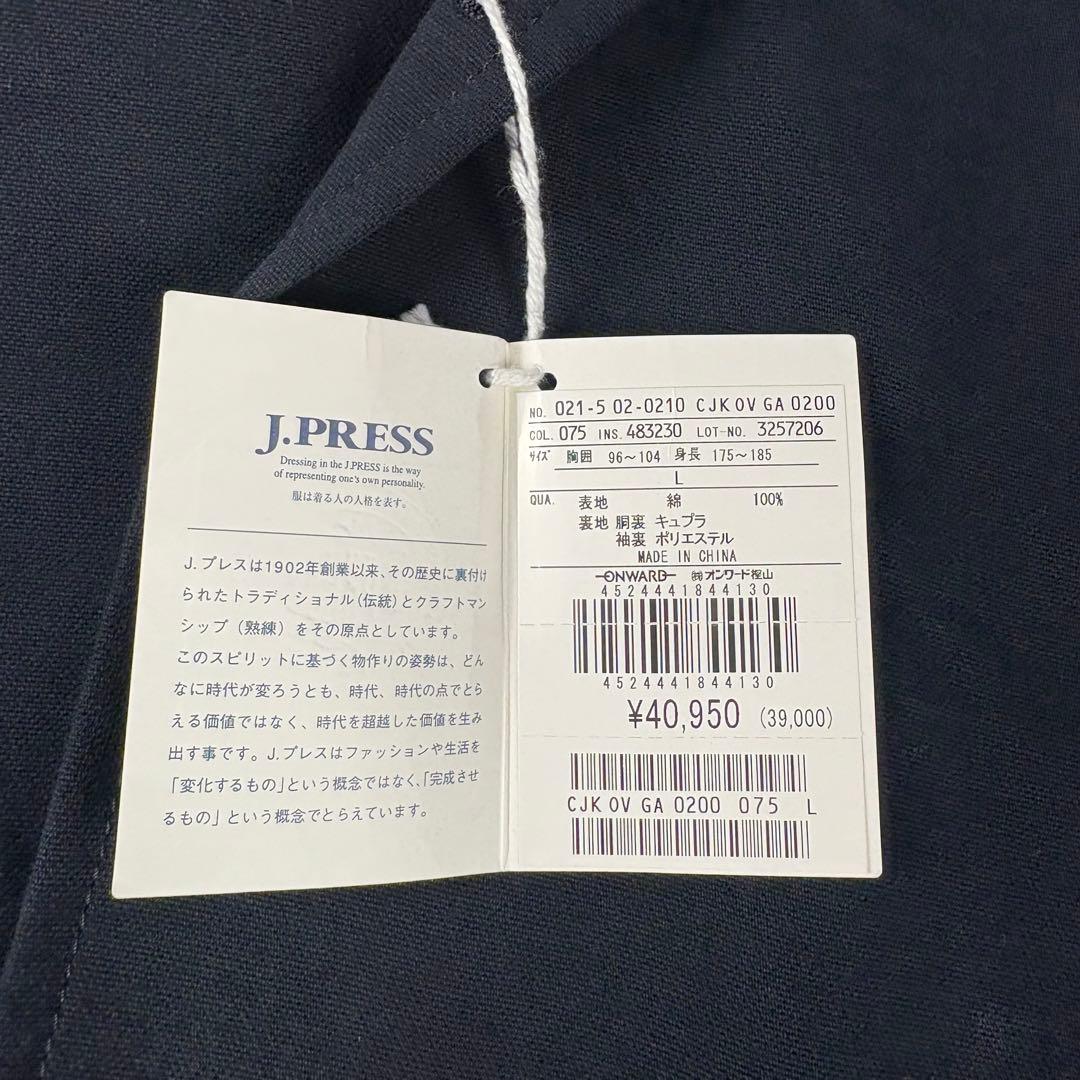 J.PRESS
Dressing in the J.PRESS is the way
of representing one's own personality.
服は着る人の人格を表す。
J. プレスは1902年創業以来、その歴史に裏付け
られたトラディショナル(伝統)とクラフトマン
シップ(熟練)をその原点としています。
このスピリットに基づく物作りの姿勢は、どん
なに時代が変ろうとも、時代、時代の点でとら
える価値ではなく、時代を超越した価値を生み
出す事です。J. プレスはファッションや生活を
「変化するもの」という概念ではなく、「完成させ
るもの」という概念でとらえています。
NO. 021-5 02-0210 CJK0V GA 0200
COL. 075 INS. 483230 LOT-NO. 3257206
サイズ 胸囲 96～104 身長 175～185
L
QUA. 表地 綿 100%
裏地 胴裏 キュプラ
袖裏 ポリエステル
MADE IN CHINA
ONWARD ㈱オンワード樫山
4524441844130
4524441844130
¥40,950 (39,000)
CJK0V GA 0200 075 L